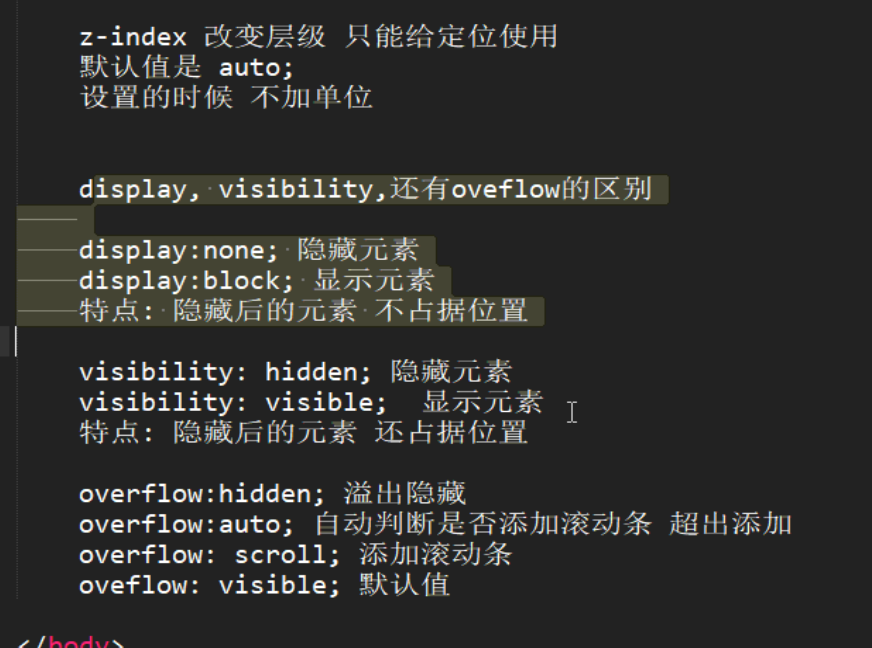 z-index 改变层级 只能给定位使用
默认值是 auto;
设置的时候 不加单位
display, visibility,还有oveflow的区别
display:none; 隐藏元素
display:block; 显示元素
特点: 隐藏后的元素 不占据位置
visibility: hidden; 隐藏元素
visibility: visible; 显示元素
特点: 隐藏后的元素 还占据位置
overflow:hidden; 溢出隐藏
overflow:auto; 自动判断是否添加滚动条 超出添加
overflow: scroll; 添加滚动条
oveflow: visible; 默认值
</body>